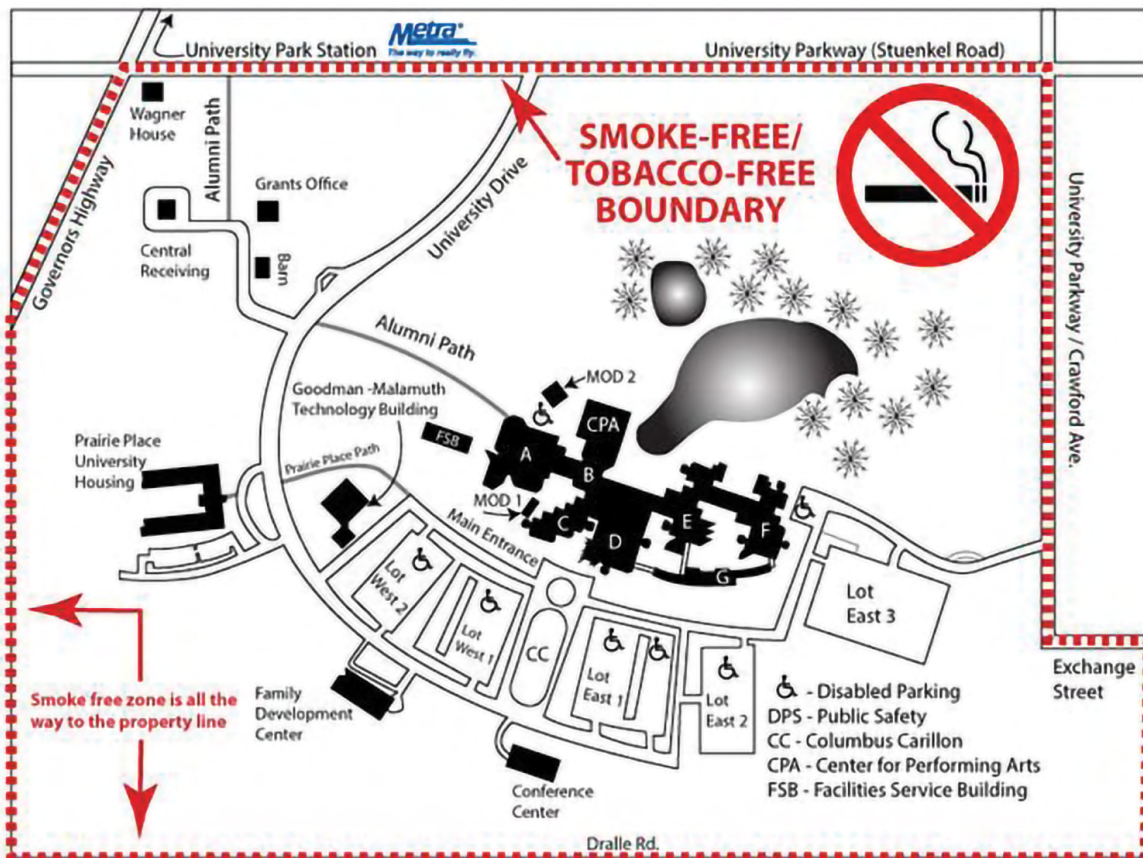 University Park Station
Metra
The way to really fly.
University Parkway (Stuenkel Road)
Wagner
House
Alumni Path
Governors Highway
Grants Office
University Drive
SMOKE-FREE/
TOBACCO-FREE
BOUNDARY
University Parkway / Crawford Ave.
Central
Receiving
Barn
Alumni Path
MOD 2
Goodman -Malamuth
Technology Building
CPA
FSB
A
B
Prairie Place
University
Housing
Prairie Place Path
MOD 1
Main Entrance
C
D
E
F
G
Lot
West 2
Lot
West 1
CC
Lot
East 1
Lot
East 2
Lot
East 3
Exchange
Street
Smoke free zone is all the
way to the property line
Family
Development
Center
Conference
Center
- Disabled Parking
DPS - Public Safety
CC - Columbus Carillon
CPA - Center for Performing Arts
FSB - Facilities Service Building
Dralle Rd.